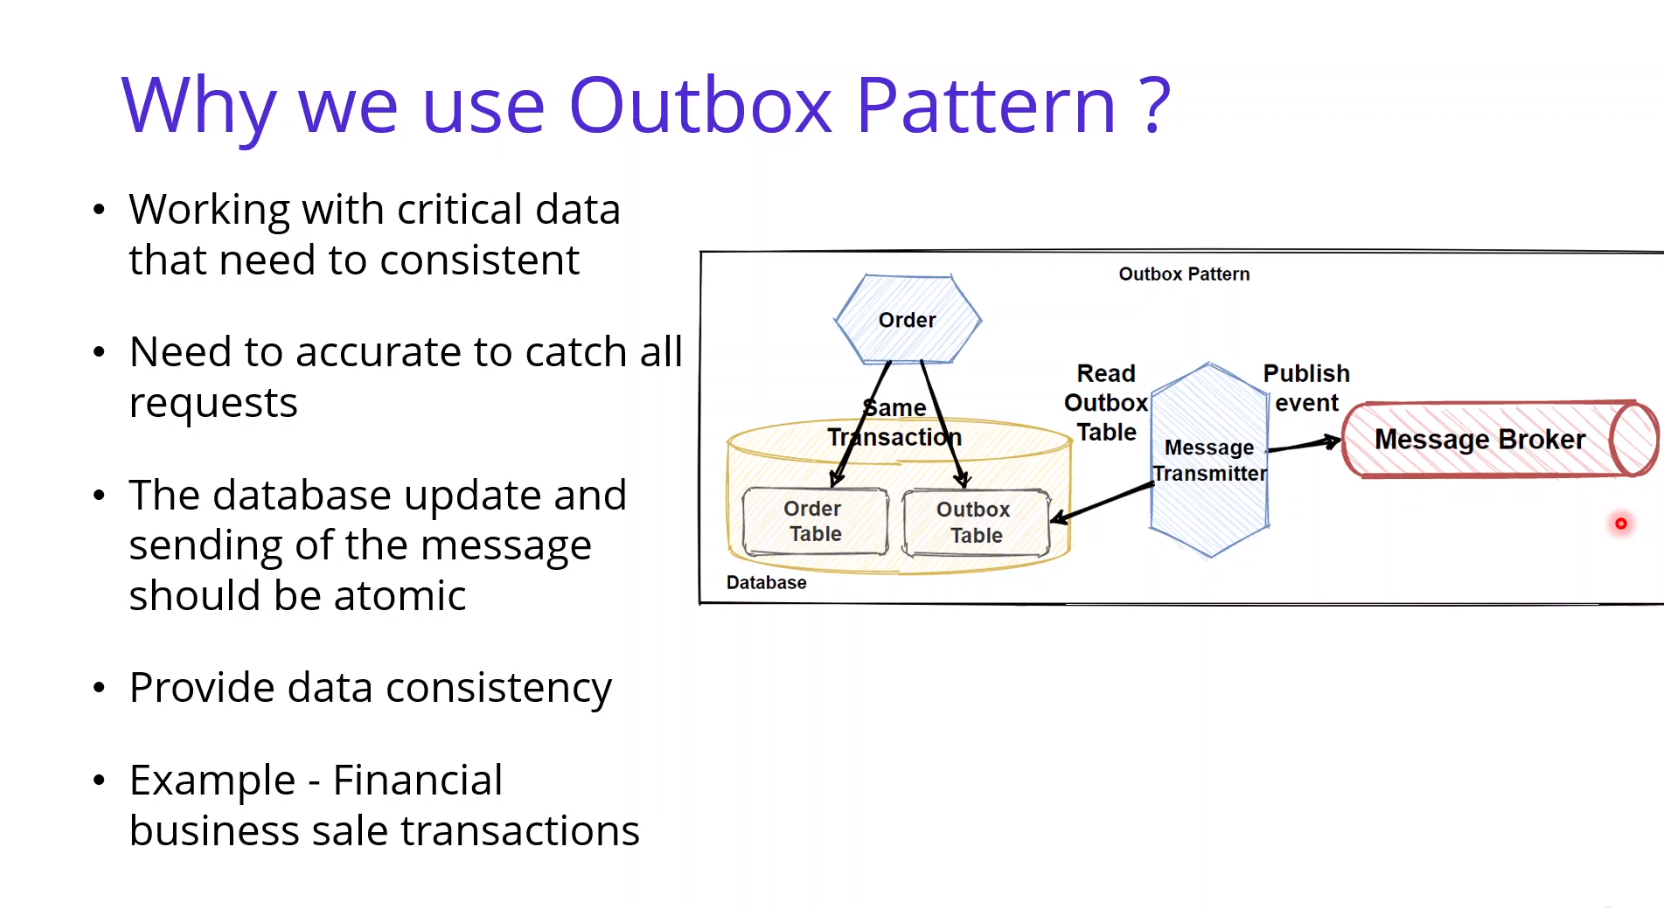 Why we use Outbox Pattern ?
• Working with critical data
that need to consistent
• Need to accurate to catch all
requests
• The database update and
sending of the message
should be atomic
• Provide data consistency
• Example - Financial
business sale transactions
Outbox Pattern
Order
Same
Transaction
Order
Table
Outbox
Table
Database
Read
Outbox
Table
Message
Transmitter
Publish
event
Message Broker